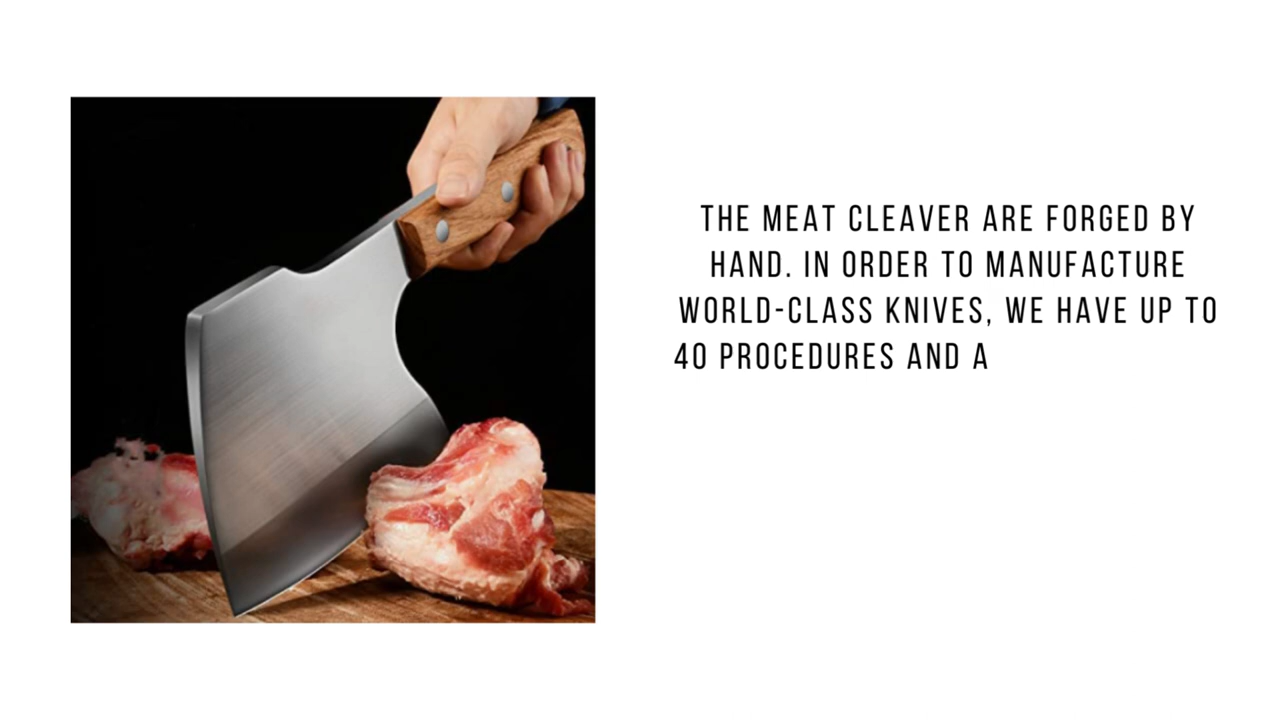 THE MEAT CLEAVER ARE FORGED BY
HAND. IN ORDER TO MANUFACTURE
WORLD-CLASS KNIVES, WE HAVE UP TO
40 PROCEDURES AND A